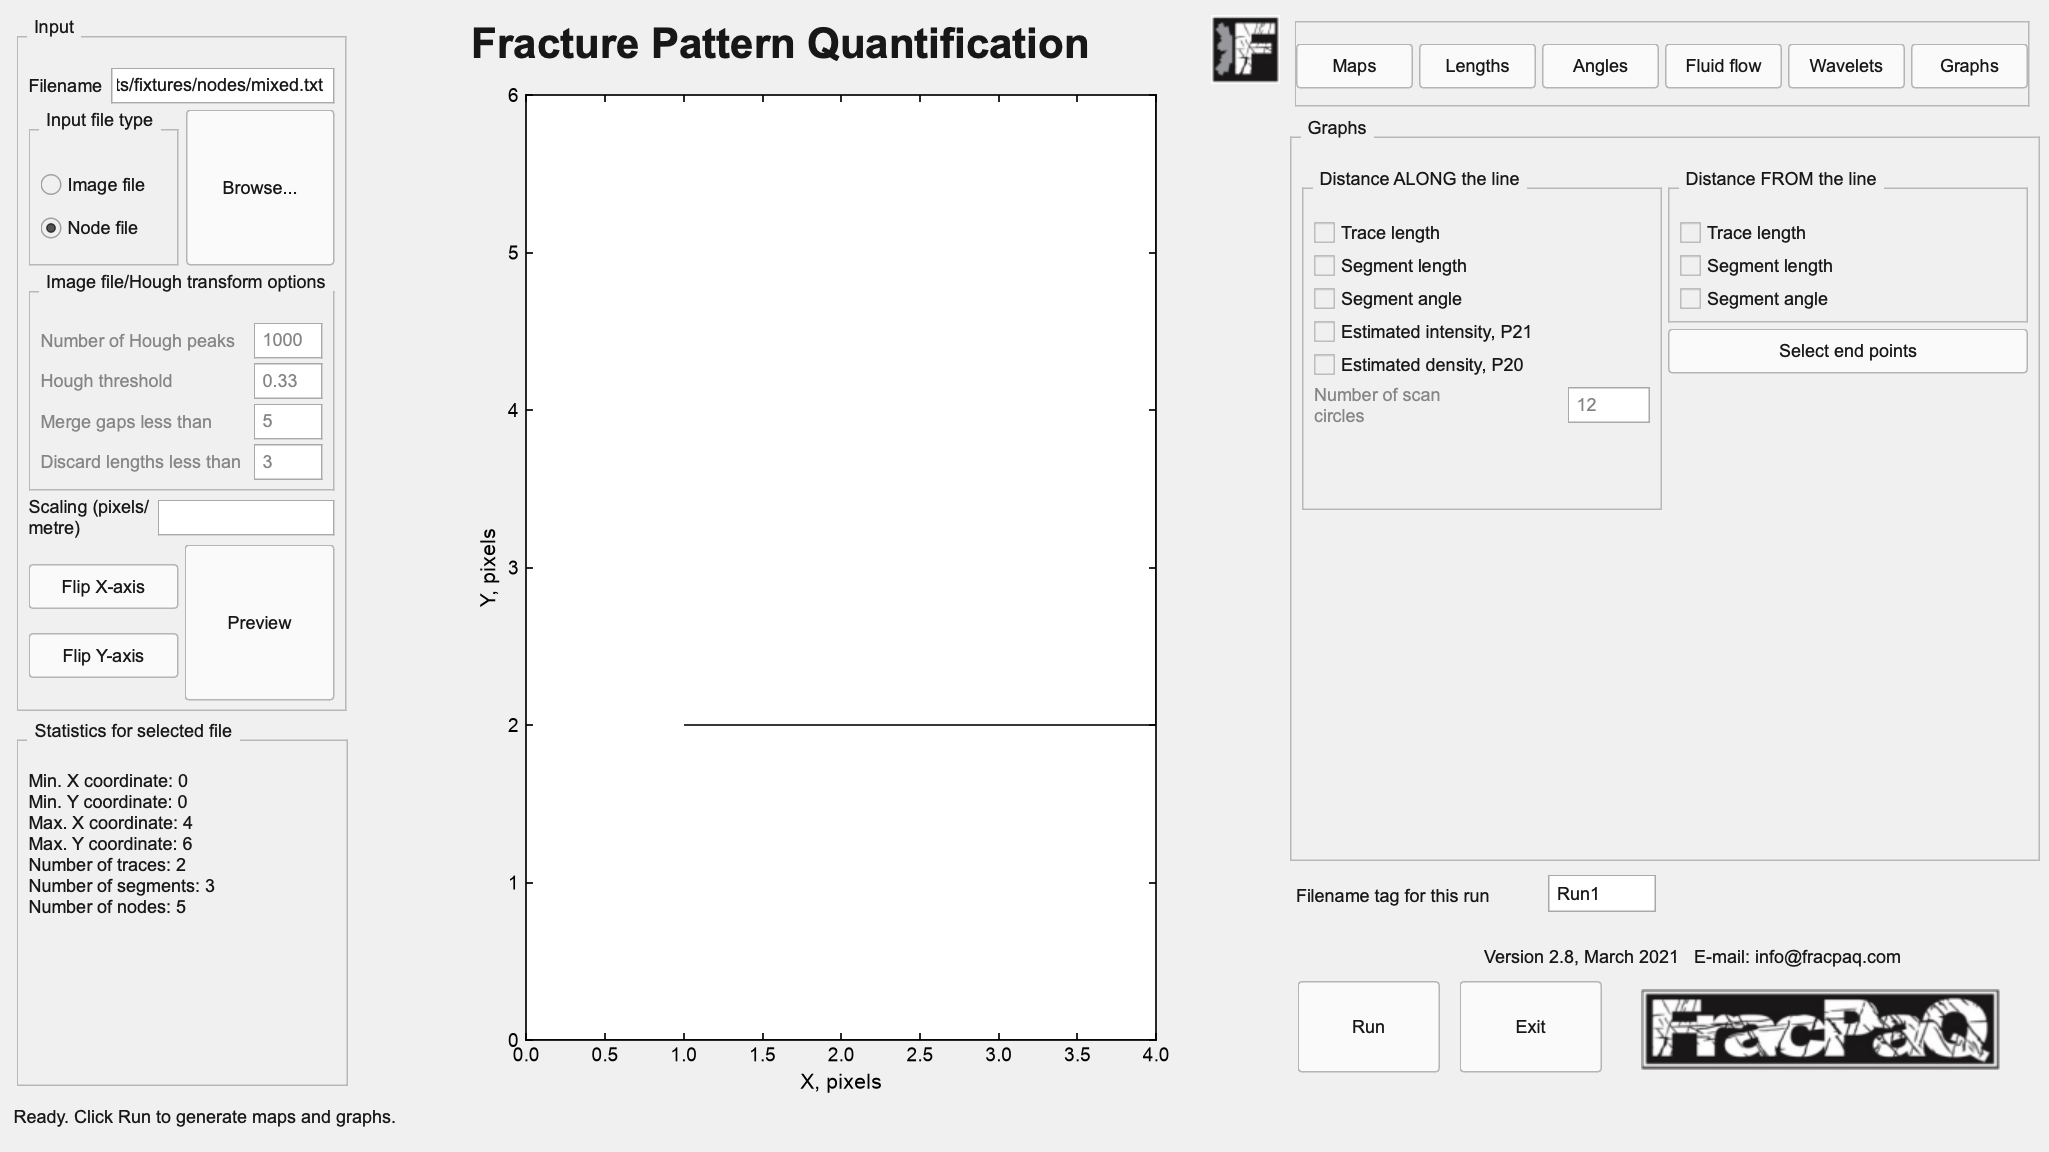 Input
Filename
ts/fixtures/nodes/mixed.txt
Input file type
Image file
Node file
Browse...
Image file/Hough transform options
Number of Hough peaks
1000
Hough threshold
0.33
Merge gaps less than
5
Discard lengths less than
3
Scaling (pixels/
metre)
Flip X-axis
Flip Y-axis
Preview
Statistics for selected file
Min. X coordinate: 0
Min. Y coordinate: 0
Max. X coordinate: 4
Max. Y coordinate: 6
Number of traces: 2
Number of segments: 3
Number of nodes: 5
Ready. Click Run to generate maps and graphs.
Fracture Pattern Quantification
6
5
4
3
2
1
0
Y, pixels
0.0 0.5 1.0 1.5 2.0 2.5 3.0 3.5 4.0
X, pixels
F
Maps Lengths Angles Fluid flow Wavelets Graphs
Graphs
Distance ALONG the line
Trace length
Segment length
Segment angle
Estimated intensity, P21
Estimated density, P20
Number of scan
circles
12
Distance FROM the line
Trace length
Segment length
Segment angle
Select end points
Filename tag for this run
Run1
Version 2.8, March 2021 E-mail: info@fracpaq.com
Run
Exit
FracPaQ